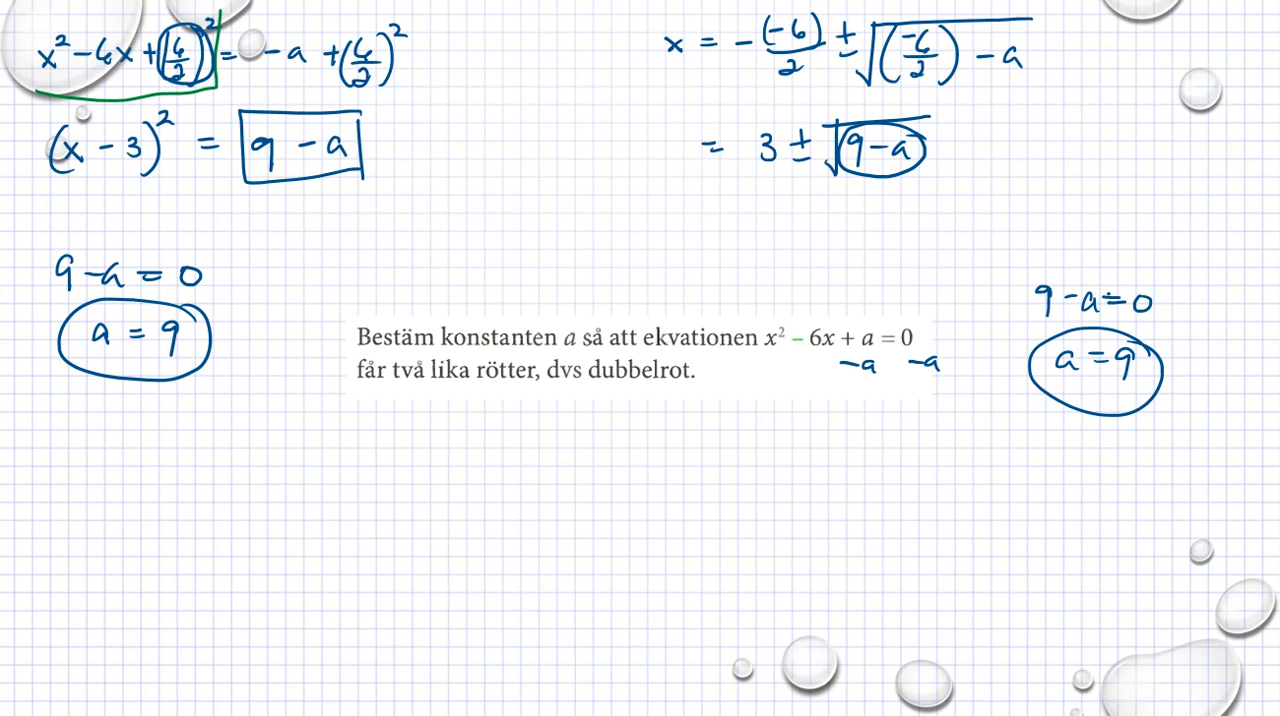 x² - 6x + (6/2)² = -a + (6/2)²
(x - 3)² = 9 - a
9 - a = 0
a = 9
x = -(-6)/2 ± √((-6/2) - a)
= 3 ± √(9 - a)
Bestäm konstanten a så att ekvationen x² – 6x + a = 0
-a -a
får två lika rötter, dvs dubbelrot.
9 - a = 0
a = 9